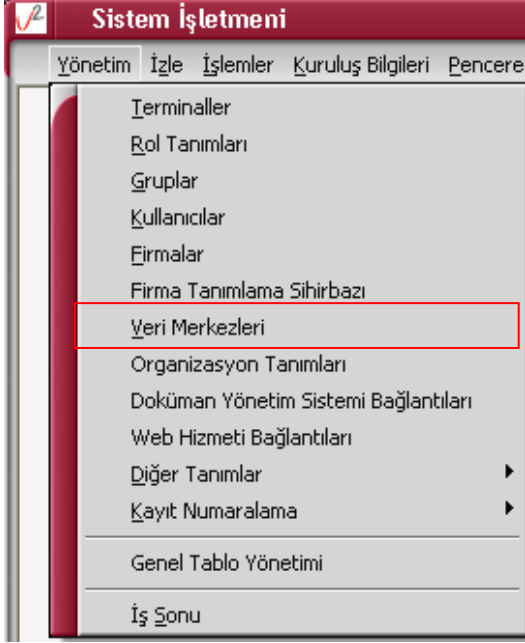 √2 Sistem İşletmeni
Yönetim İzle İşlemler Kuruluş Bilgileri Pencere
Terminaller
Rol Tanımları
Gruplar
Kullanıcılar
Firmalar
Firma Tanımlama Sihirbazı
Veri Merkezleri
Organizasyon Tanımları
Doküman Yönetim Sistemi Bağlantıları
Web Hizmeti Bağlantıları
Diğer Tanımlar
Kayıt Numaralama
Genel Tablo Yönetimi
İş Sonu